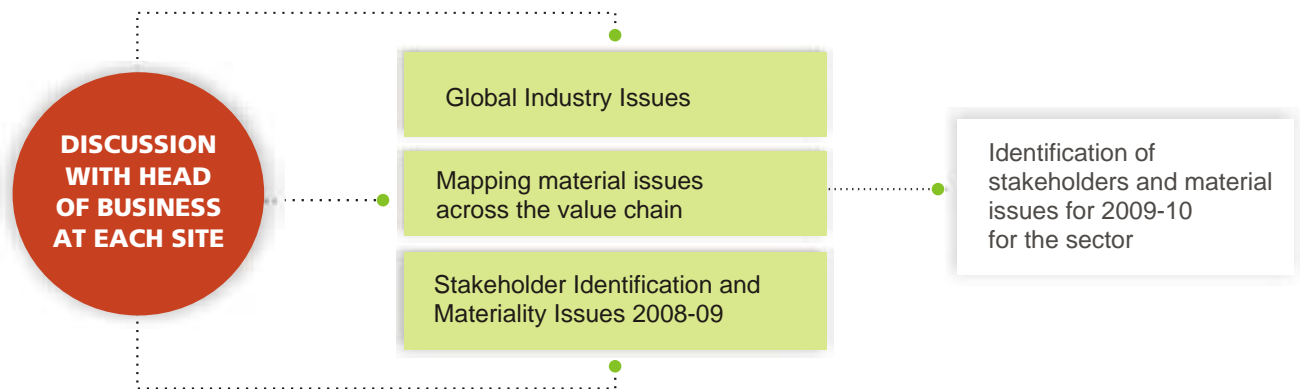 DISCUSSION
WITH HEAD
OF BUSINESS
AT EACH SITE
Global Industry Issues
Mapping material issues
across the value chain
Stakeholder Identification and
Materiality Issues 2008-09
Identification of
stakeholders and material
issues for 2009-10
for the sector